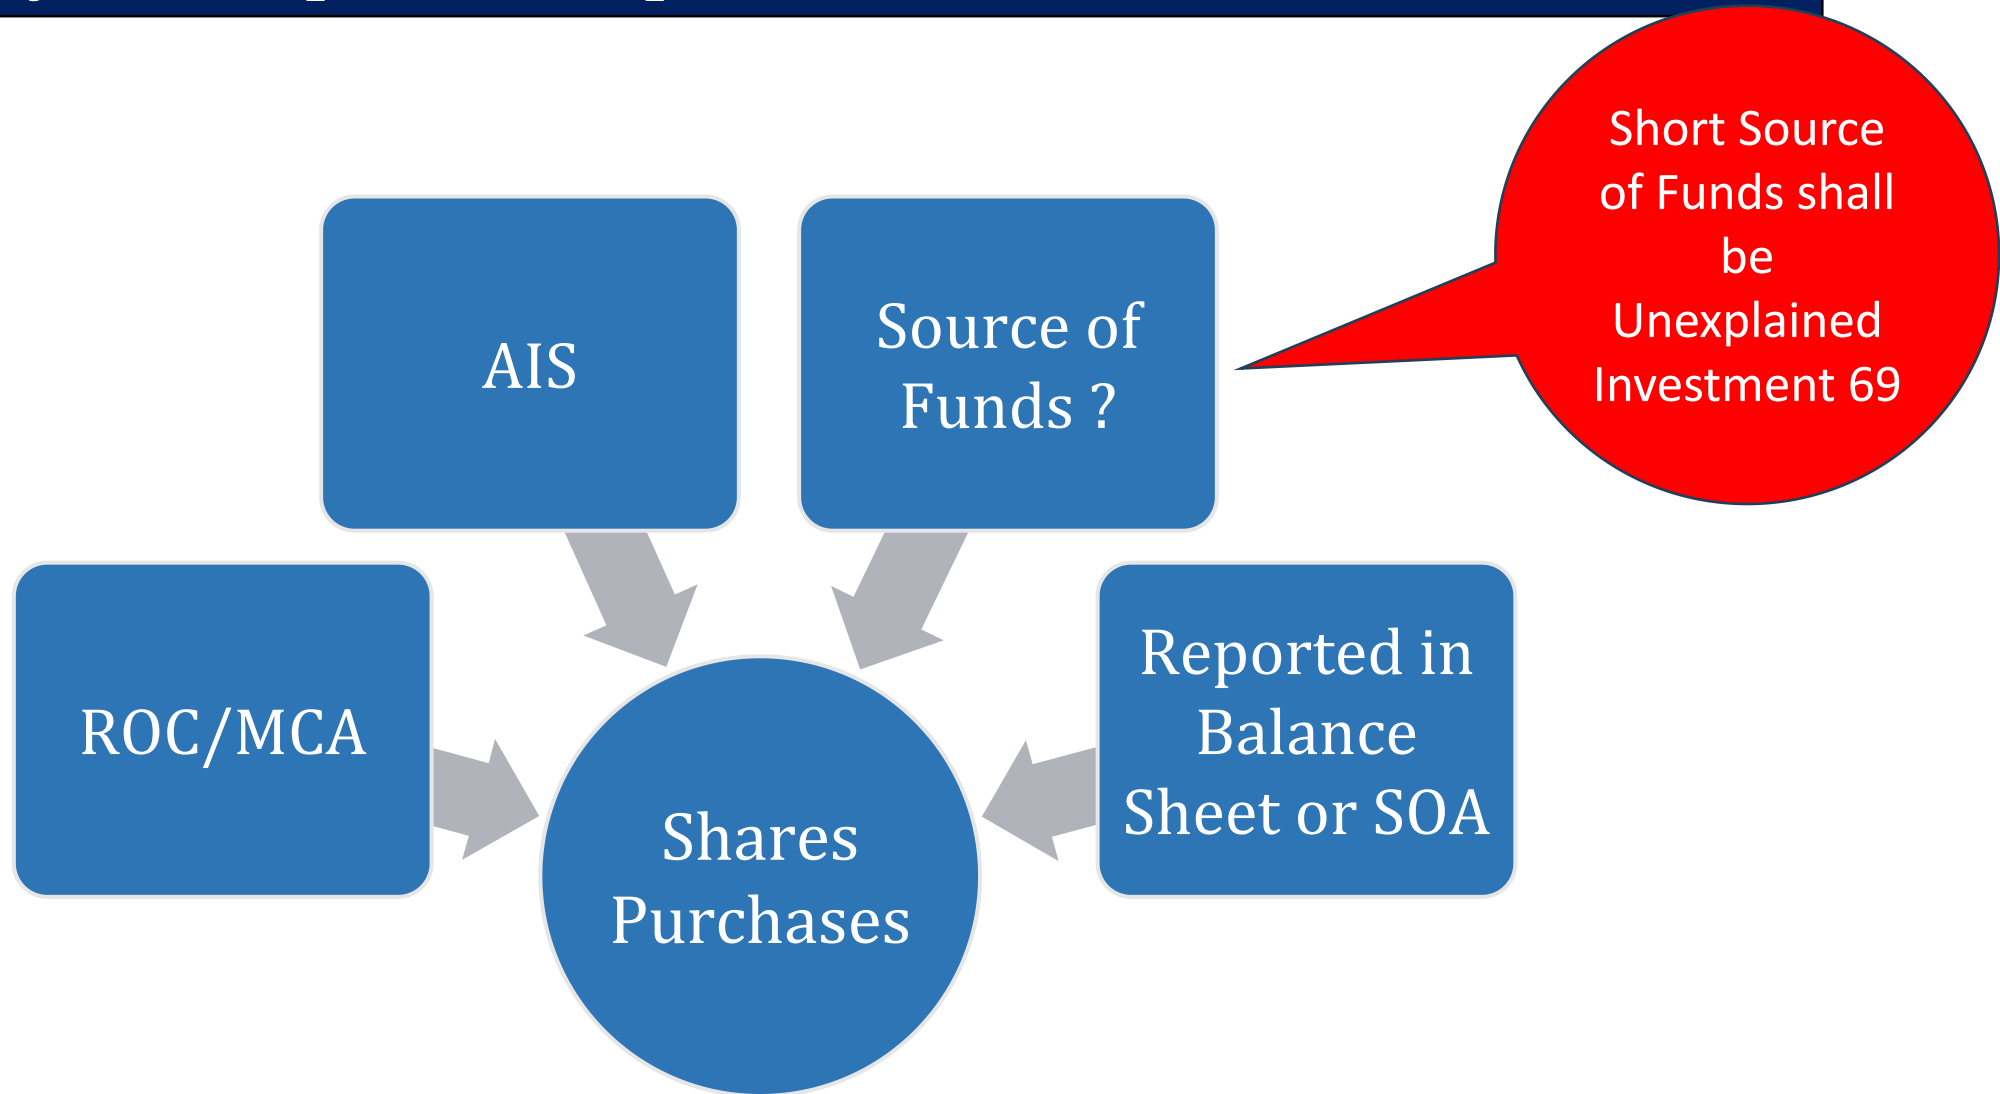 Short Source
of Funds shall
be
Unexplained
Investment 69
AIS
Source of
Funds ?
ROC/MCA
Reported in
Balance
Sheet or SOA
Shares
Purchases